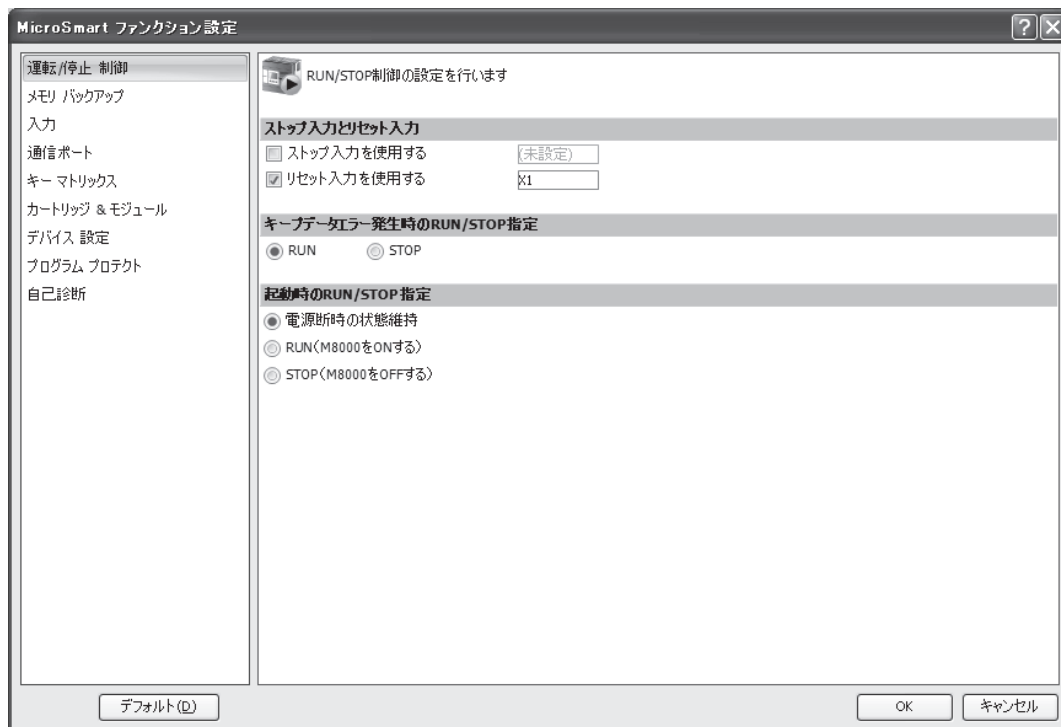 MicroSmart ファンクション設定
運転/停止 制御
メモリ バックアップ
入力
通信ポート
キー マトリックス
カートリッジ & モジュール
デバイス 設定
プログラム プロテクト
自己診断
RUN/STOP制御の設定を行います
ストップ入力とリセット入力
ストップ入力を使用する (未設定)
リセット入力を使用する X1
キープデータエラー発生時のRUN/STOP指定
RUN STOP
起動時のRUN/STOP指定
電源断時の状態維持
RUN(M8000をONする)
STOP(M8000をOFFする)
デフォルト(D) OK キャンセル